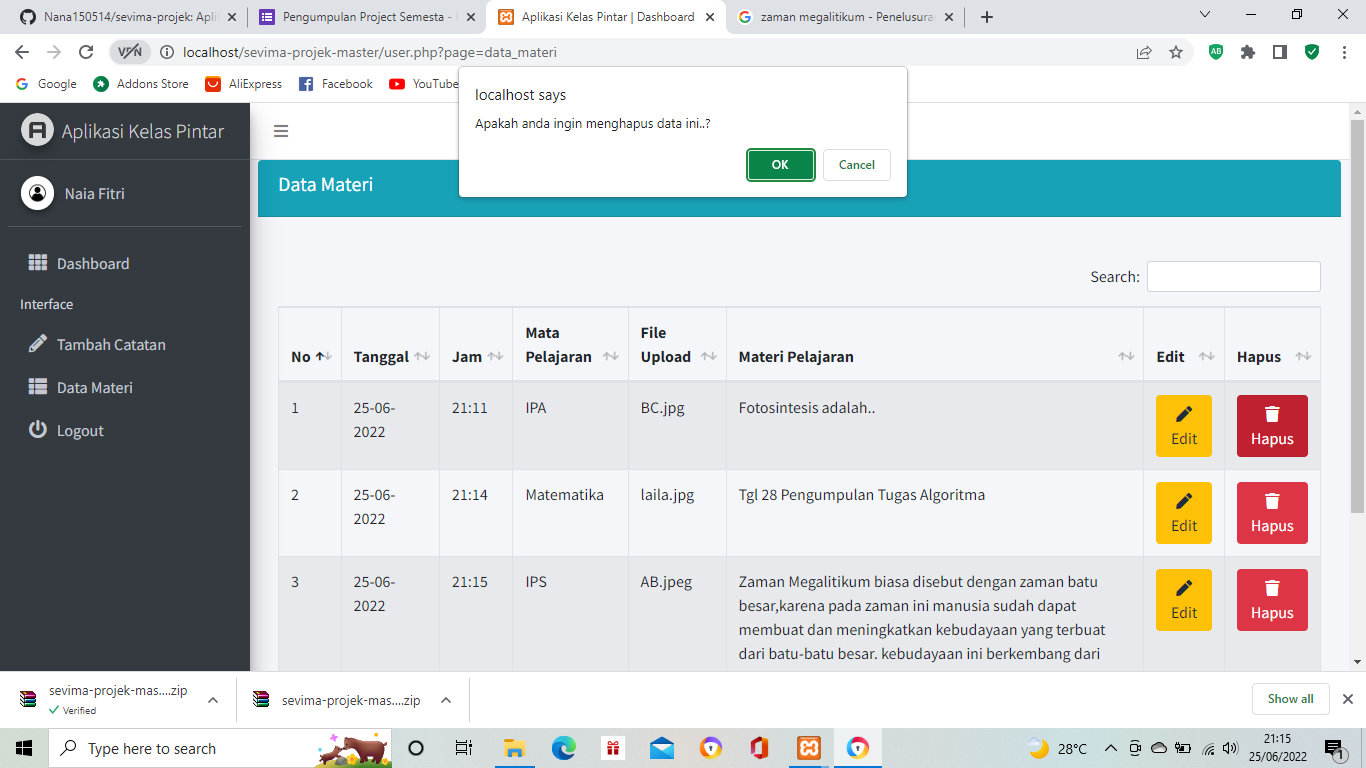 Nana150514/sevima-projek: Apli
Pengumpulan Project Semesta -
Aplikasi Kelas Pintar | Dashboard
zaman megalitikum - Penelusuran
VPN
localhost/sevima-projek-master/user.php?page=data_materi
Google
Addons Store
AliExpress
Facebook
YouTube
localhost says
Apakah anda ingin menghapus data ini..?
OK
Cancel
Aplikasi Kelas Pintar
Naia Fitri
Dashboard
Interface
Tambah Catatan
Data Materi
Logout
Data Materi
Search:
No Tanggal Jam Mata Pelajaran File Upload Materi Pelajaran Edit Hapus
1 25-06-2022 21:11 IPA BC.jpg Fotosintesis adalah.. Edit Hapus
2 25-06-2022 21:14 Matematika laila.jpg Tgl 28 Pengumpulan Tugas Algoritma Edit Hapus
3 25-06-2022 21:15 IPS AB.jpeg Zaman Megalitikum biasa disebut dengan zaman batu
besar,karena pada zaman ini manusia sudah dapat
membuat dan meningkatkan kebudayaan yang terbuat
dari batu-batu besar. kebudayaan ini berkembang dari
Edit Hapus
sevima-projek-mas....zip
Verified
sevima-projek-mas....zip
Show all
Type here to search
28°C
21:15
25/06/2022
1